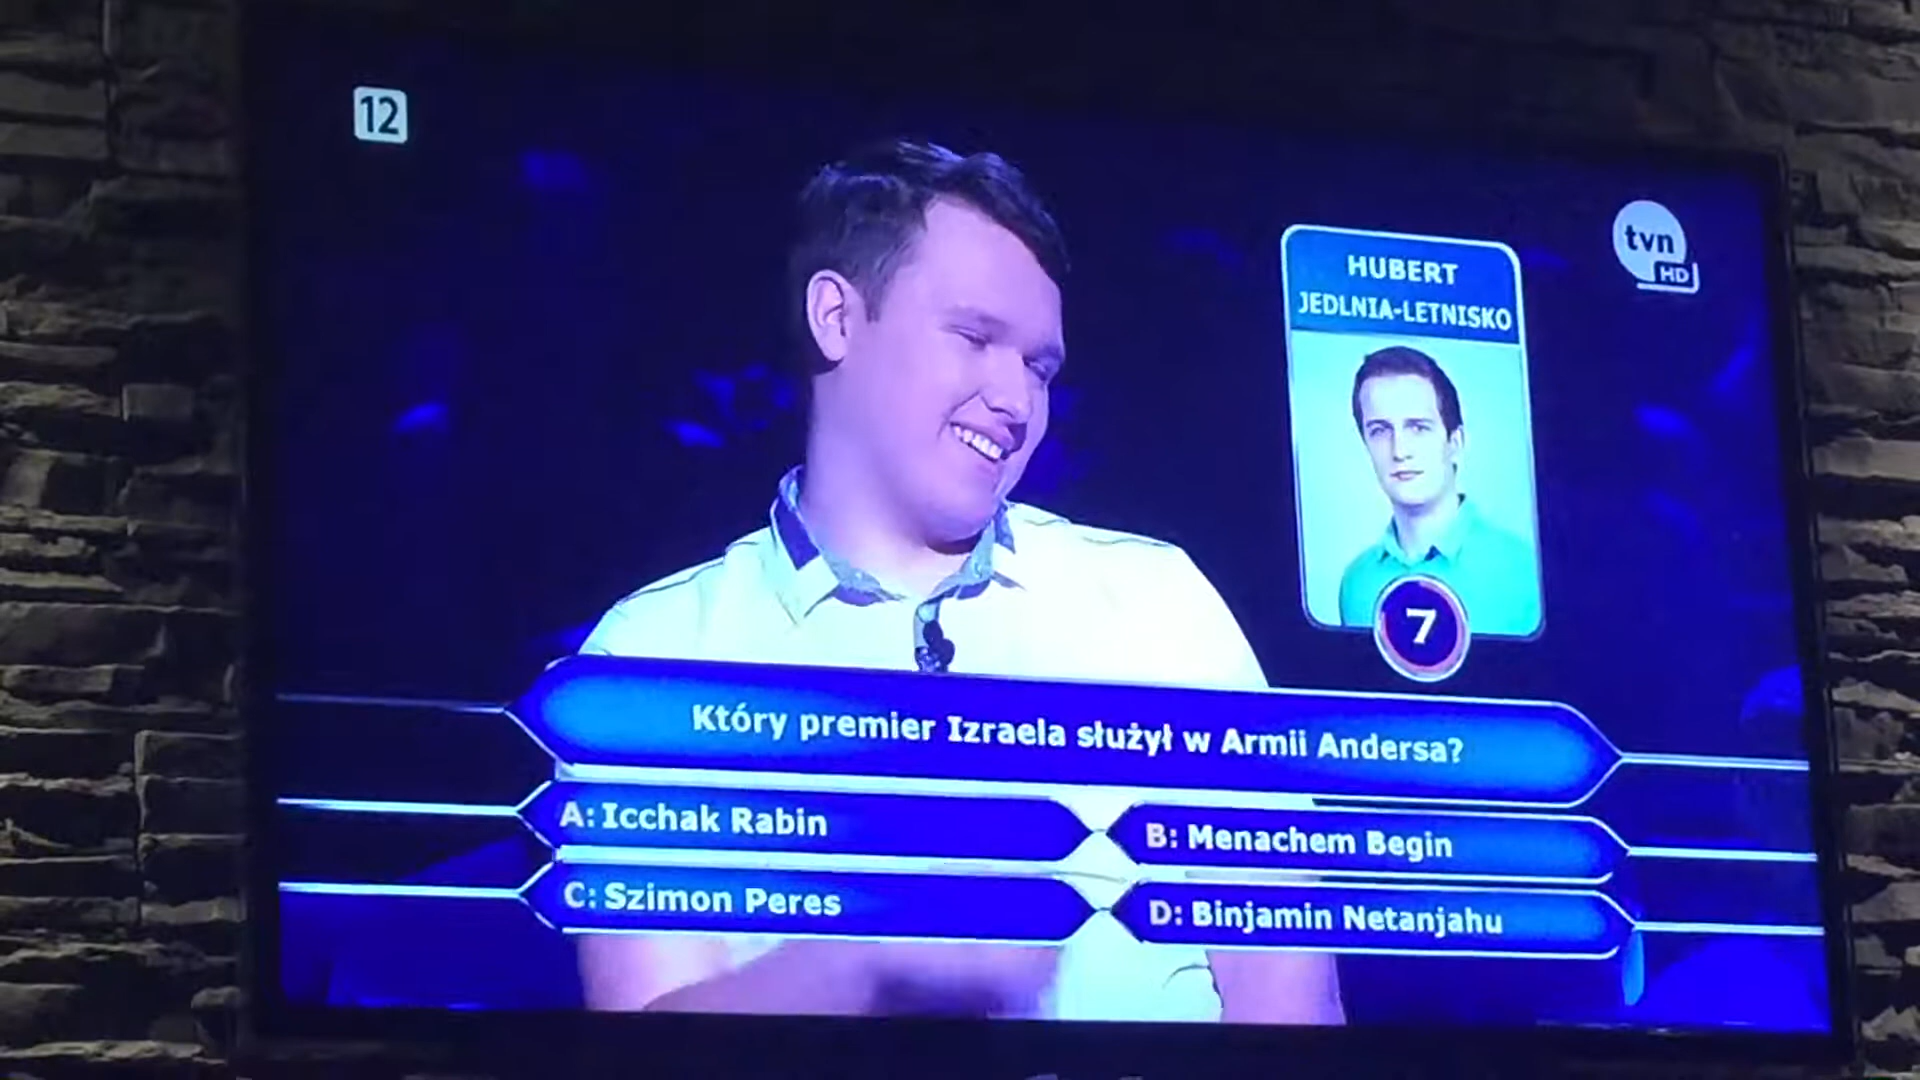 12
tvn
HD
HUBERT
JEDLNIA-LETNISKO
7
Który premier Izraela służył w Armii Andersa?
A: Icchak Rabin
B: Menachem Begin
C: Szimon Peres
D: Binjamin Netanjahu